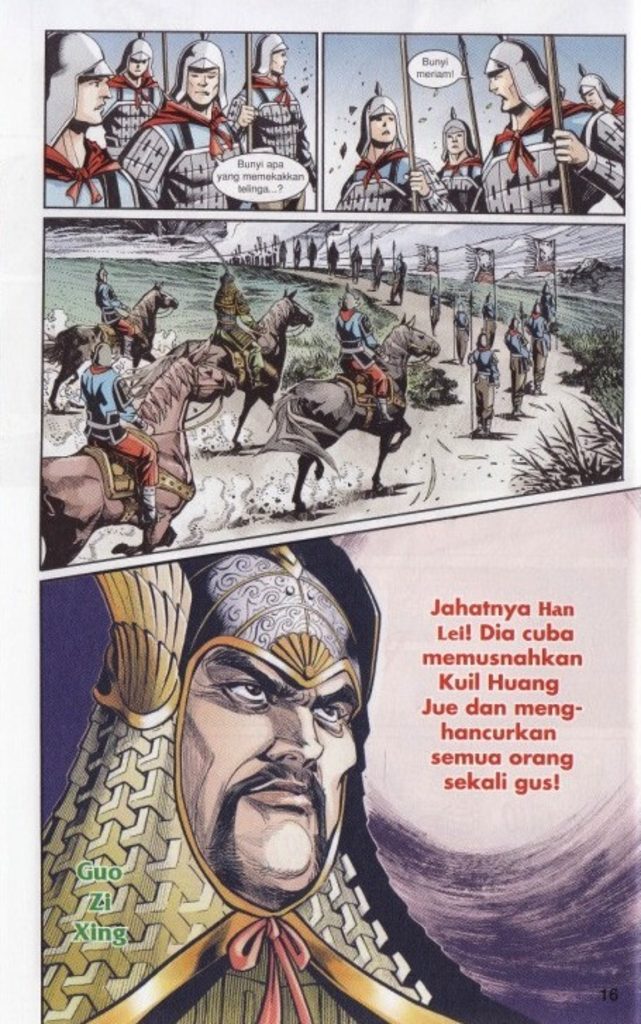 Bunyi apa
yang memekakkan
telinga...?
Bunyi
meriam!
Jahatnya Han
Lei! Dia cuba
memusnahkan
Kuil Huang
Jue dan meng-
hancurkan
semua orang
sekali gus!
Guo
Zi
Xing
16